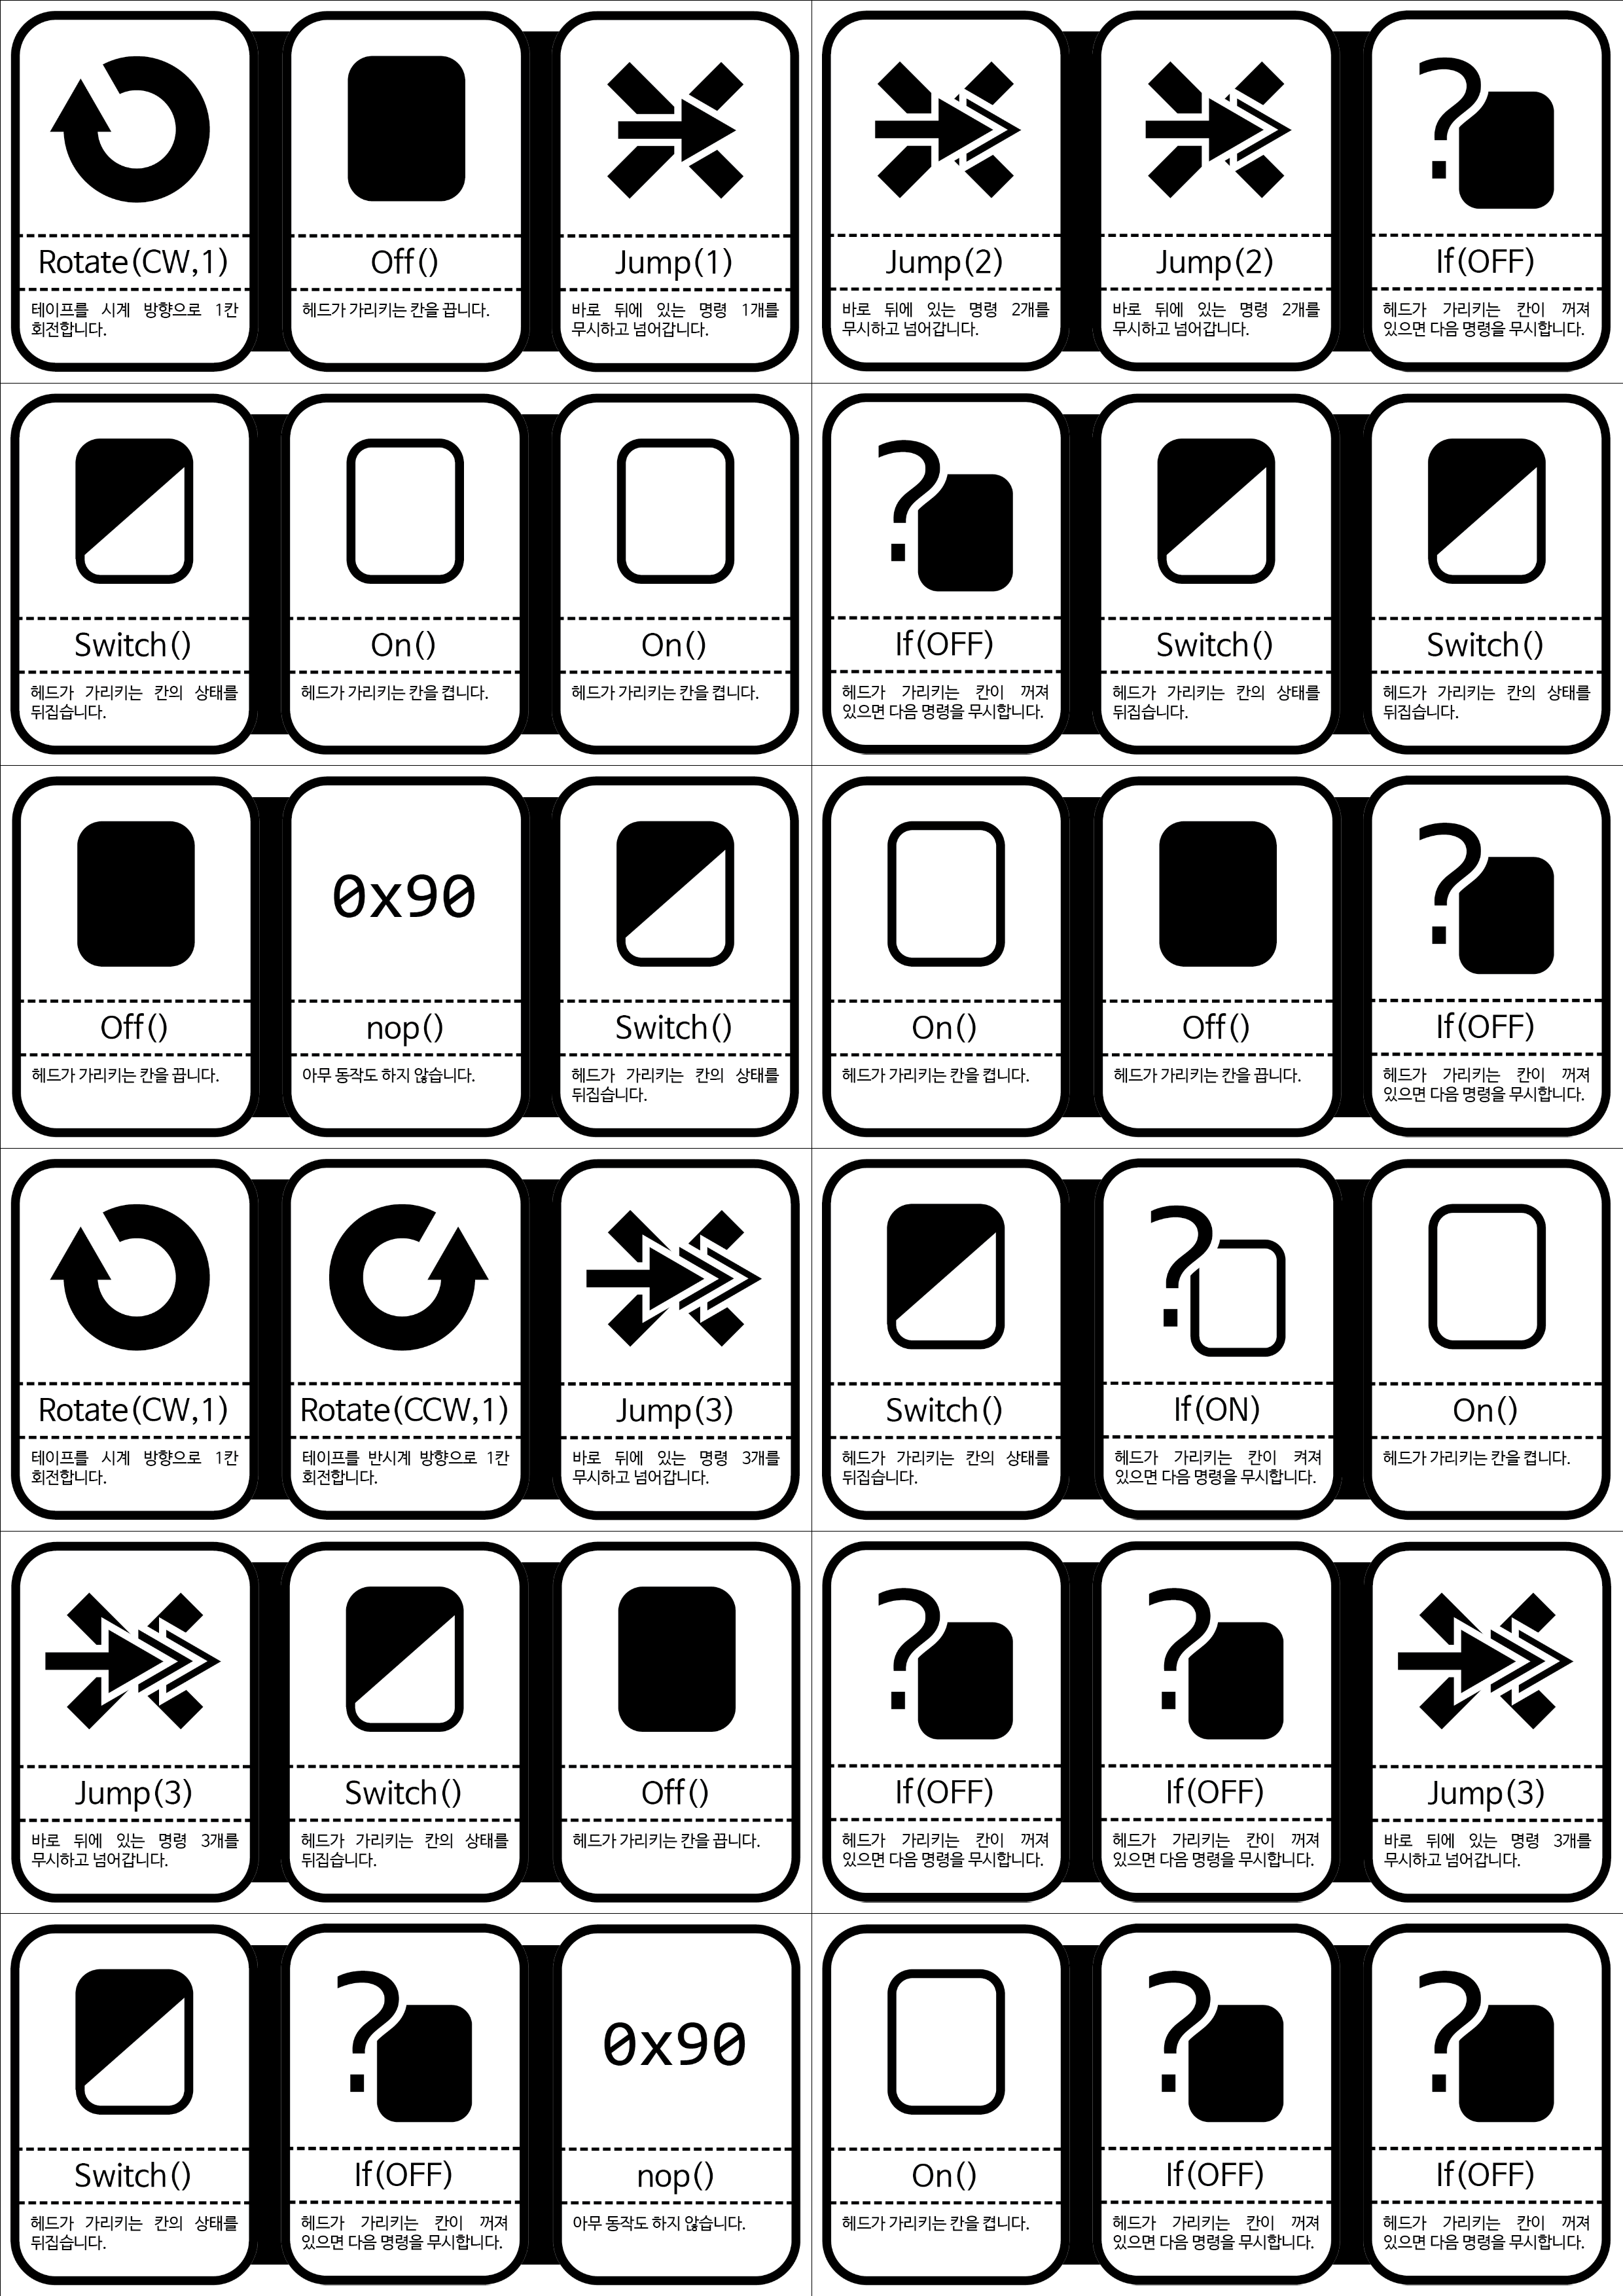 Rotate(CW,1)
테이프를 시계 방향으로 1칸
회전합니다.
Off()
헤드가 가리키는 칸을 끕니다.
Jump(1)
바로 뒤에 있는 명령 1개를
무시하고 넘어갑니다.
Jump(2)
바로 뒤에 있는 명령 2개를
무시하고 넘어갑니다.
Jump(2)
바로 뒤에 있는 명령 2개를
무시하고 넘어갑니다.
?
If(OFF)
헤드가 가리키는 칸이 꺼져
있으면 다음 명령을 무시합니다.
Switch()
헤드가 가리키는 칸의 상태를
뒤집습니다.
On()
헤드가 가리키는 칸을 켭니다.
On()
헤드가 가리키는 칸을 켭니다.
?
If(OFF)
헤드가 가리키는 칸이 꺼져
있으면 다음 명령을 무시합니다.
Switch()
헤드가 가리키는 칸의 상태를
뒤집습니다.
Switch()
헤드가 가리키는 칸의 상태를
뒤집습니다.
Off()
헤드가 가리키는 칸을 끕니다.
0x90
nop()
아무 동작도 하지 않습니다.
Switch()
헤드가 가리키는 칸의 상태를
뒤집습니다.
On()
헤드가 가리키는 칸을 켭니다.
Off()
헤드가 가리키는 칸을 끕니다.
?
If(OFF)
헤드가 가리키는 칸이 꺼져
있으면 다음 명령을 무시합니다.
Rotate(CW,1)
테이프를 시계 방향으로 1칸
회전합니다.
Rotate(CCW,1)
테이프를 반시계 방향으로 1칸
회전합니다.
Jump(3)
바로 뒤에 있는 명령 3개를
무시하고 넘어갑니다.
Switch()
헤드가 가리키는 칸의 상태를
뒤집습니다.
?
If(ON)
헤드가 가리키는 칸이 켜져
있으면 다음 명령을 무시합니다.
On()
헤드가 가리키는 칸을 켭니다.
Jump(3)
바로 뒤에 있는 명령 3개를
무시하고 넘어갑니다.
Switch()
헤드가 가리키는 칸의 상태를
뒤집습니다.
Off()
헤드가 가리키는 칸을 끕니다.
?
If(OFF)
헤드가 가리키는 칸이 꺼져
있으면 다음 명령을 무시합니다.
?
If(OFF)
헤드가 가리키는 칸이 꺼져
있으면 다음 명령을 무시합니다.
Jump(3)
바로 뒤에 있는 명령 3개를
무시하고 넘어갑니다.
Switch()
헤드가 가리키는 칸의 상태를
뒤집습니다.
?
If(OFF)
헤드가 가리키는 칸이 꺼져
있으면 다음 명령을 무시합니다.
0x90
nop()
아무 동작도 하지 않습니다.
On()
헤드가 가리키는 칸을 켭니다.
?
If(OFF)
헤드가 가리키는 칸이 꺼져
있으면 다음 명령을 무시합니다.
?
If(OFF)
헤드가 가리키는 칸이 꺼져
있으면 다음 명령을 무시합니다.